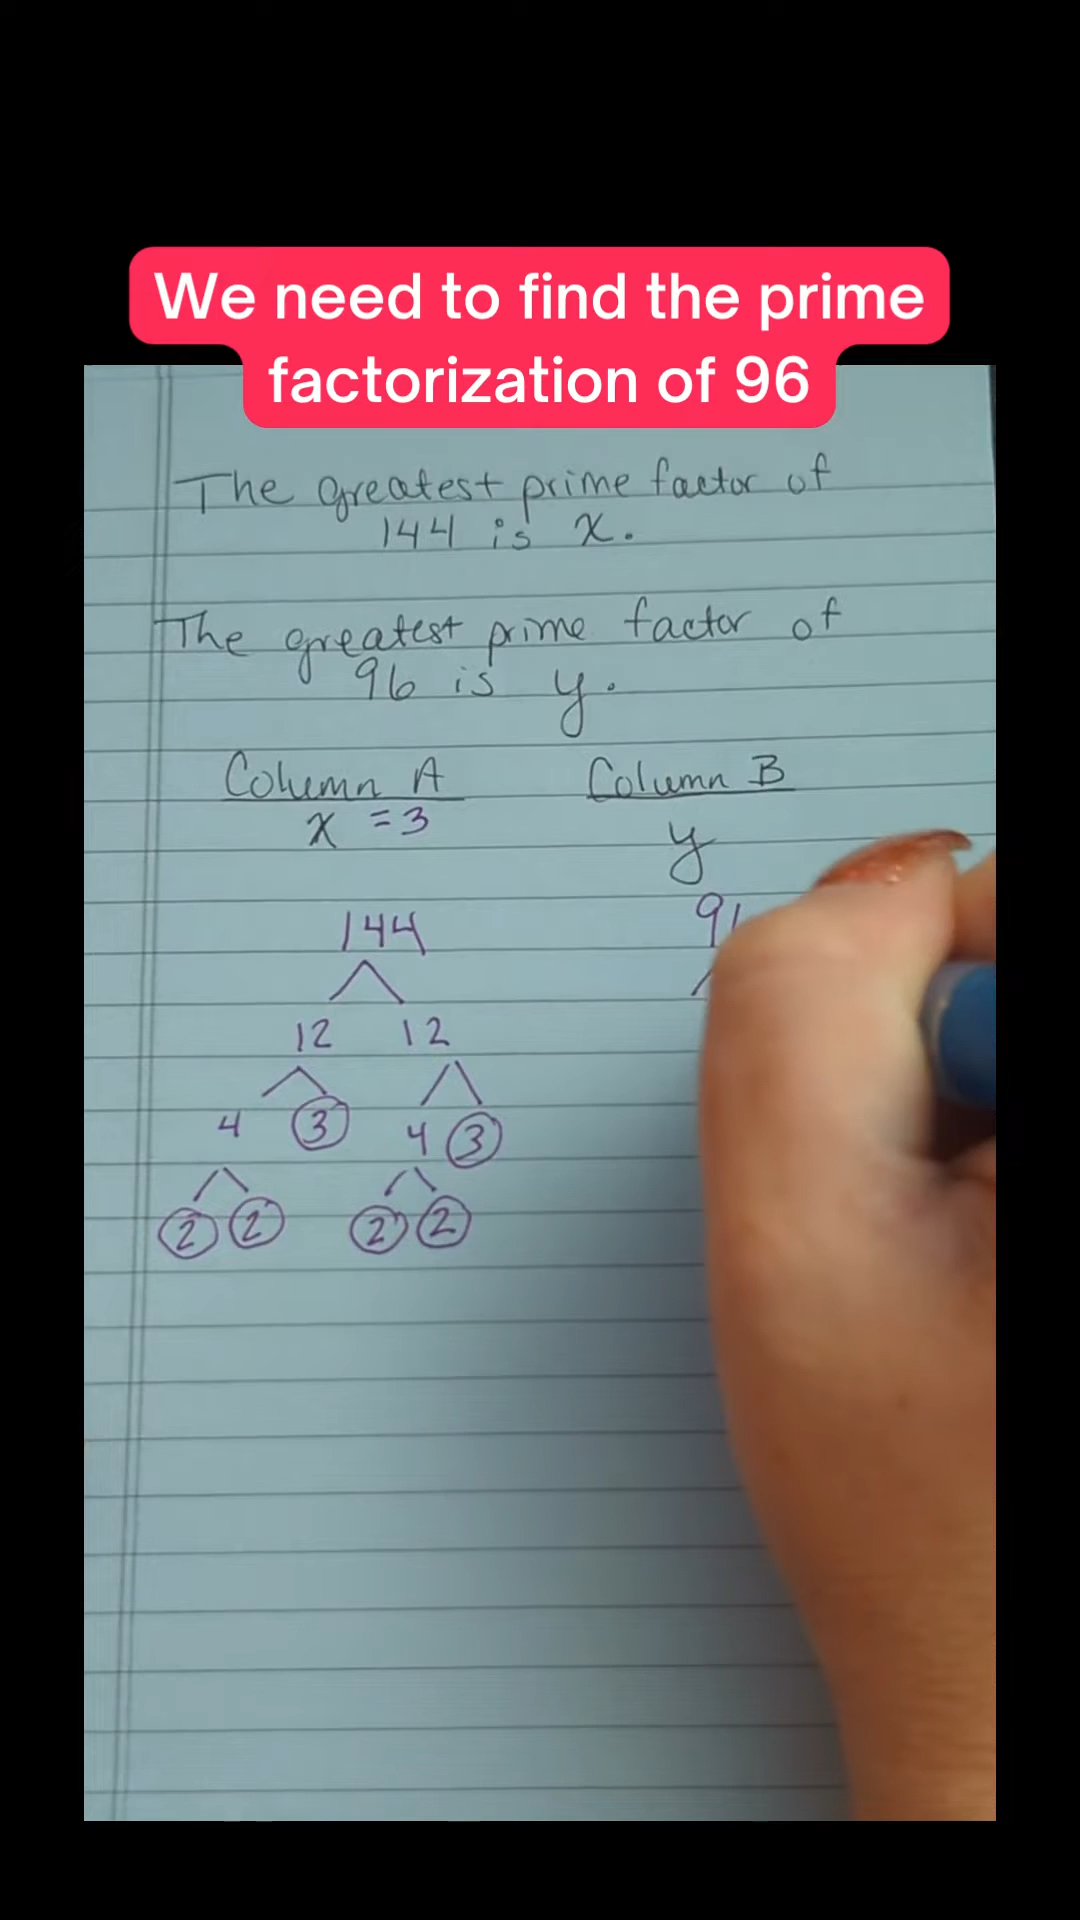 We need to find the prime
factorization of 96
The greatest prime factor of
144 is x.
The greatest prime factor of
96 is y.
Column A Column B
x = 3 y
144
12 12
4 3 4 3
2 2 2 2